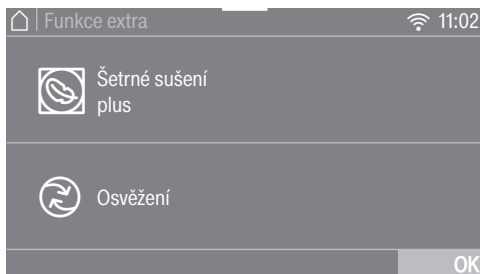 Funkce extra 11:02
Šetrné sušení
plus
Osvěžení
OK